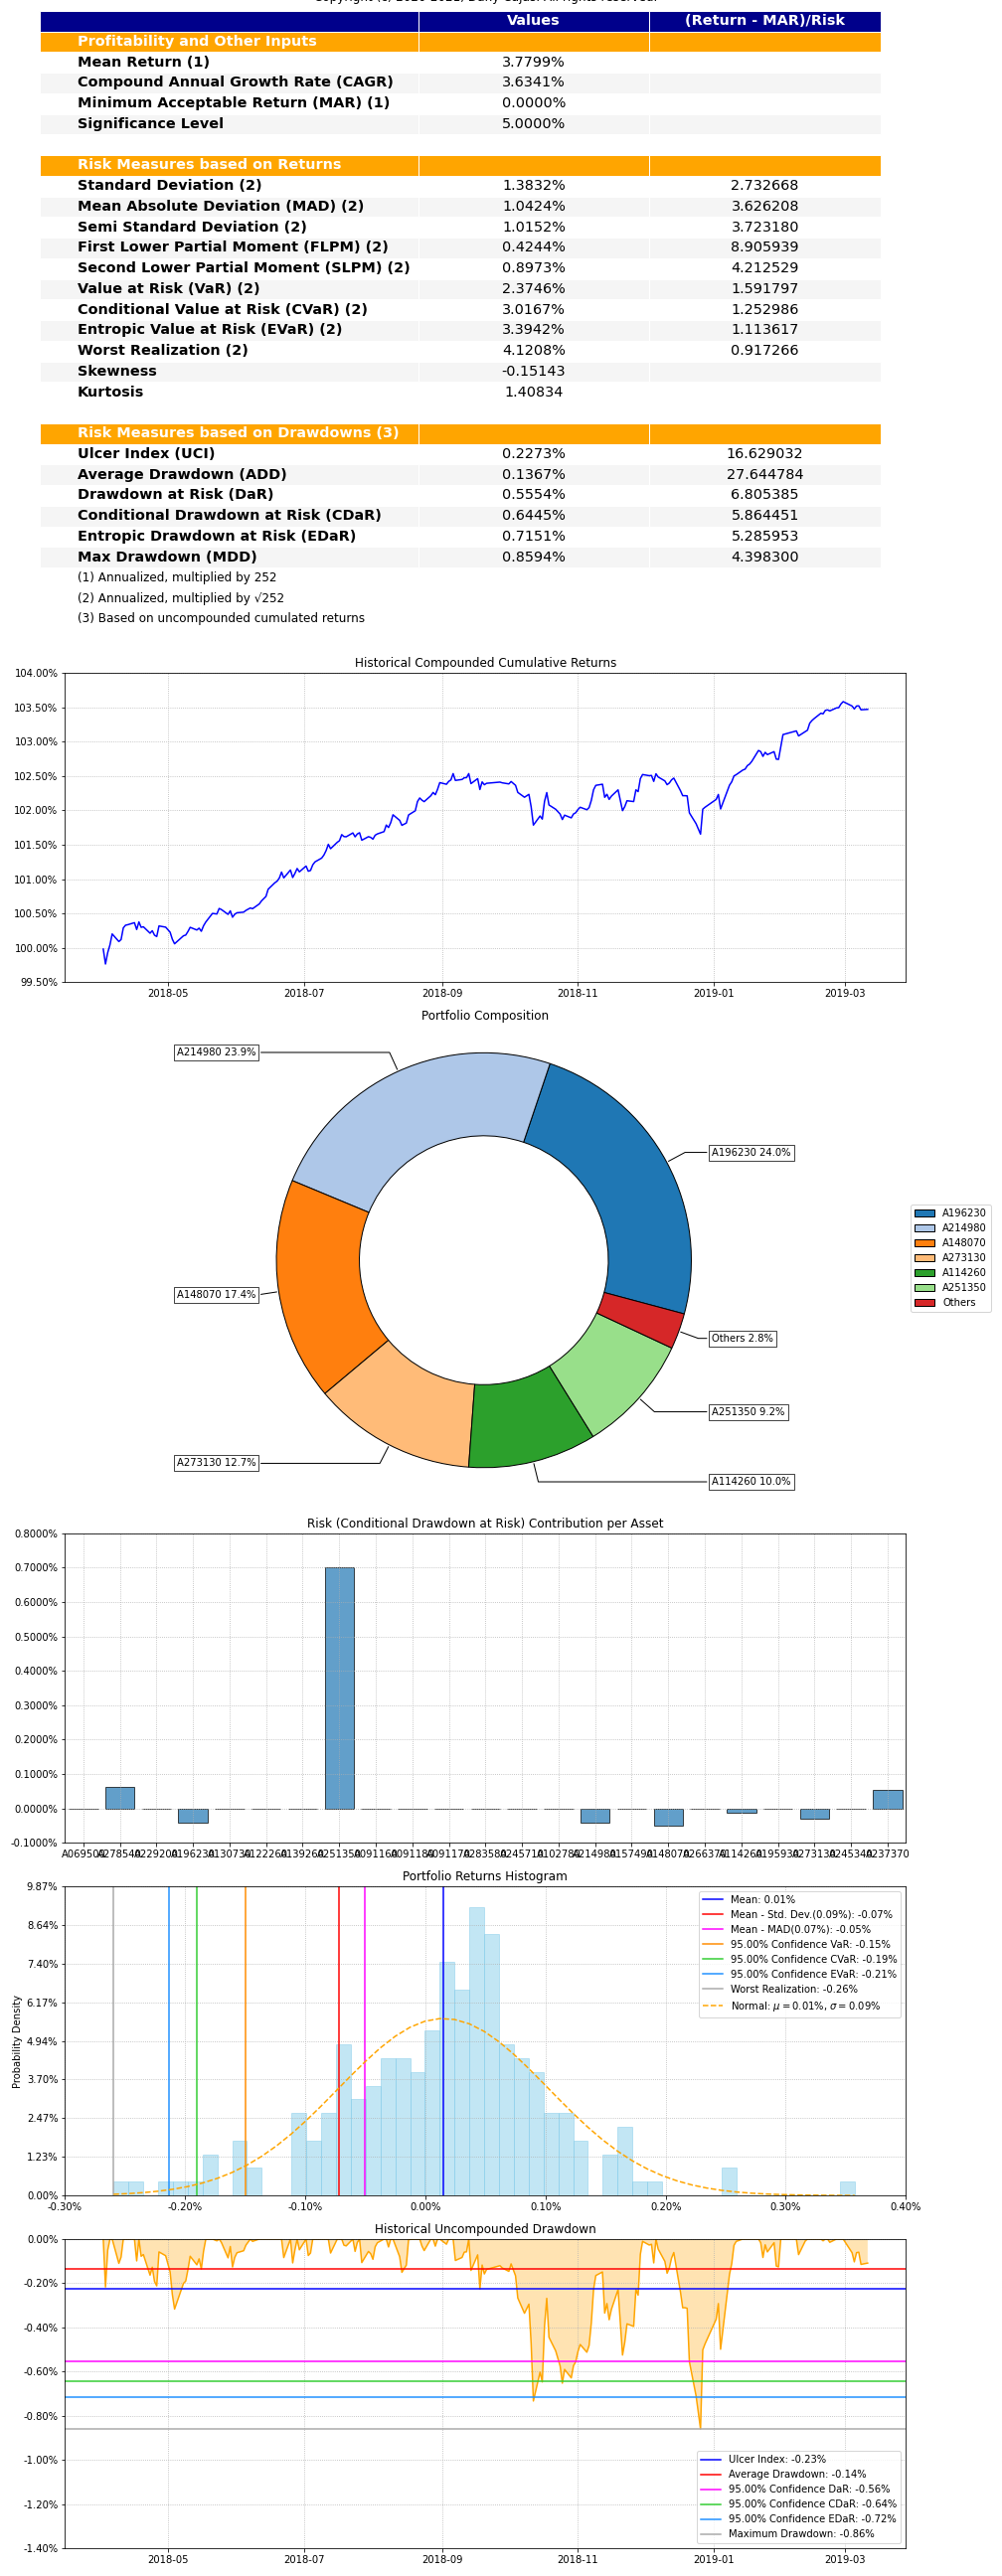 Values (Return - MAR)/Risk
Profitability and Other Inputs
Mean Return (1) 3.7799%
Compound Annual Growth Rate (CAGR) 3.6341%
Minimum Acceptable Return (MAR) (1) 0.0000%
Significance Level 5.0000%
Risk Measures based on Returns
Standard Deviation (2) 1.3832% 2.732668
Mean Absolute Deviation (MAD) (2) 1.0424% 3.626208
Semi Standard Deviation (2) 1.0152% 3.723180
First Lower Partial Moment (FLPM) (2) 0.4244% 8.905939
Second Lower Partial Moment (SLPM) (2) 0.8973% 4.212529
Value at Risk (VaR) (2) 2.3746% 1.591797
Conditional Value at Risk (CVaR) (2) 3.0167% 1.252986
Entropic Value at Risk (EVaR) (2) 3.3942% 1.113617
Worst Realization (2) 4.1208% 0.917266
Skewness -0.15143
Kurtosis 1.40834
Risk Measures based on Drawdowns (3)
Ulcer Index (UCI) 0.2273% 16.629032
Average Drawdown (ADD) 0.1367% 27.644784
Drawdown at Risk (DaR) 0.5554% 6.805385
Conditional Drawdown at Risk (CDaR) 0.6445% 5.864451
Entropic Drawdown at Risk (EDaR) 0.7151% 5.285953
Max Drawdown (MDD) 0.8594% 4.398300
(1) Annualized, multiplied by 252
(2) Annualized, multiplied by √252
(3) Based on uncompounded cumulated returns
Historical Compounded Cumulative Returns
104.00%
103.50%
103.00%
102.50%
102.00%
101.50%
101.00%
100.50%
100.00%
99.50%
2018-05 2018-07 2018-09 2018-11 2019-01 2019-03
Portfolio Composition
A214980 23.9%
A196230 24.0%
A148070 17.4%
Others 2.8%
A251350 9.2%
A273130 12.7%
A114260 10.0%
A196230
A214980
A148070
A273130
A114260
A251350
Others
Risk (Conditional Drawdown at Risk) Contribution per Asset
0.8000%
0.7000%
0.6000%
0.5000%
0.4000%
0.3000%
0.2000%
0.1000%
0.0000%
-0.1000%
Portfolio Returns Histogram
Probability Density
9.87%
8.64%
7.40%
6.17%
4.94%
3.70%
2.47%
1.23%
0.00%
-0.30% -0.20% -0.10% 0.00% 0.10% 0.20% 0.30% 0.40%
Mean: 0.01%
Mean - Std. Dev.(0.09%): -0.07%
Mean - MAD(0.07%): -0.05%
95.00% Confidence VaR: -0.15%
95.00% Confidence CVaR: -0.19%
95.00% Confidence EVaR: -0.21%
Worst Realization: -0.26%
Normal: μ = 0.01%, σ = 0.09%
Historical Uncompounded Drawdown
0.00%
-0.20%
-0.40%
-0.60%
-0.80%
-1.00%
-1.20%
-1.40%
2018-05 2018-07 2018-09 2018-11 2019-01 2019-03
Ulcer Index: -0.23%
Average Drawdown: -0.14%
95.00% Confidence DaR: -0.56%
95.00% Confidence CDaR: -0.64%
95.00% Confidence EDaR: -0.72%
Maximum Drawdown: -0.86%